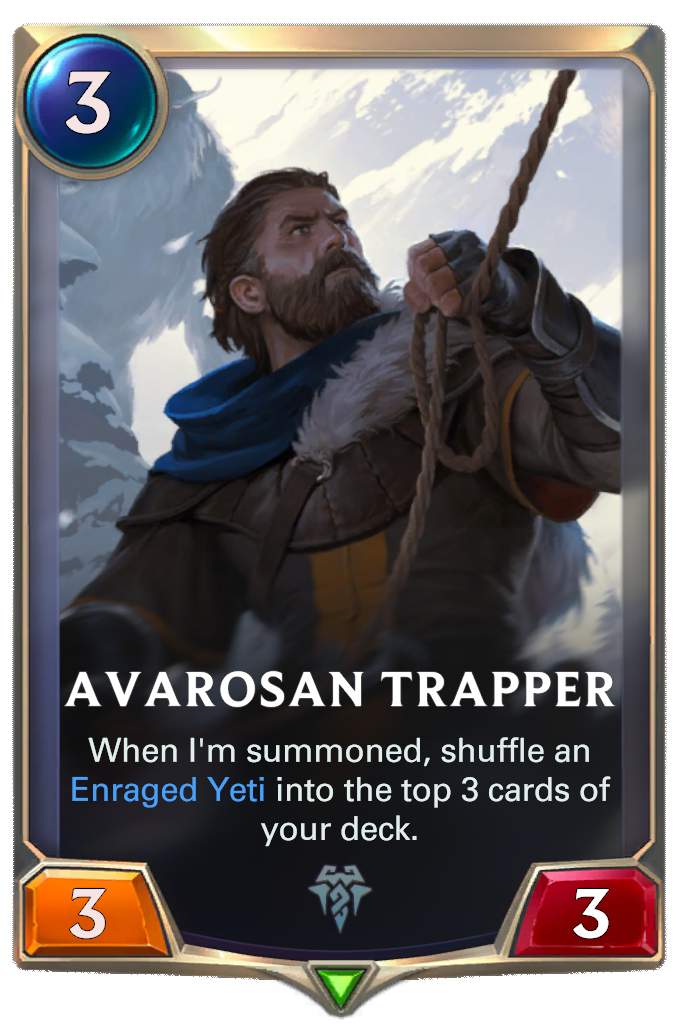 3
AVAROSAN TRAPPER
When I'm summoned, shuffle an
Enraged Yeti into the top 3 cards of
your deck.
3
3